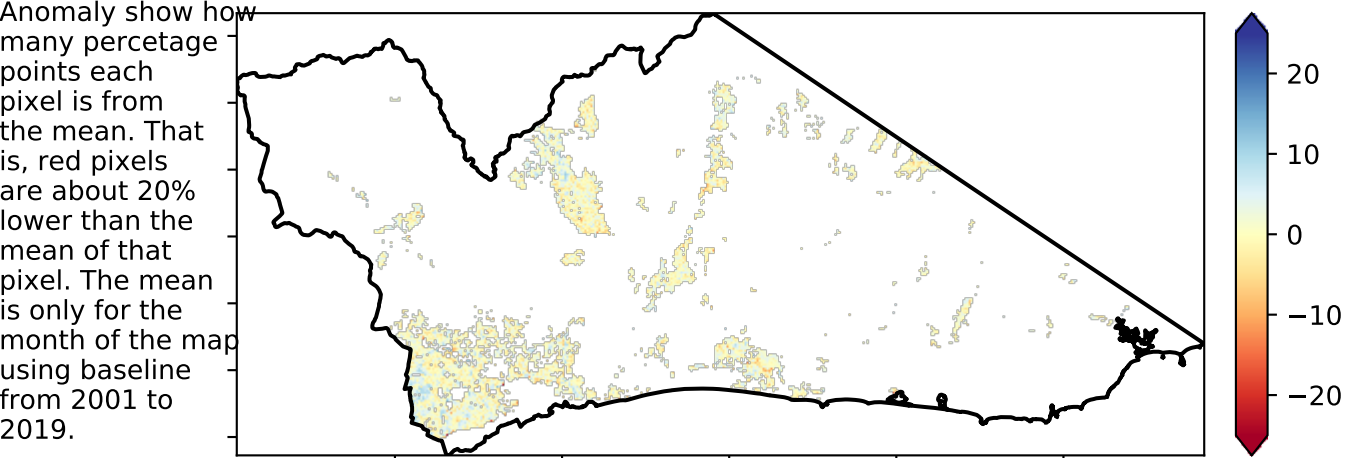 Anomaly show how
many percetage
points each
pixel is from
the mean. That
is, red pixels
are about 20%
lower than the
mean of that
pixel. The mean
is only for the
month of the map
using baseline
from 2001 to
2019.
20
10
0
−10
−20